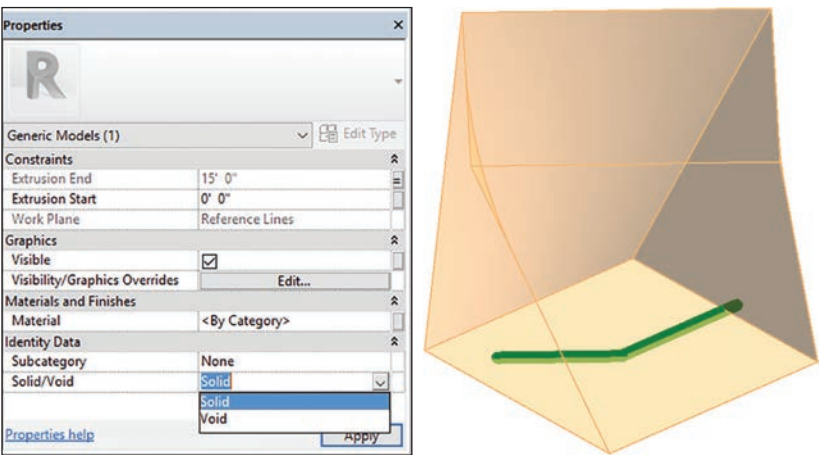 Properties
R
Generic Models (1) Edit Type
Constraints
Extrusion End 15' 0"
Extrusion Start 0' 0"
Work Plane Reference Lines
Graphics
Visible
Visibility/Graphics Overrides Edit...
Materials and Finishes
Material <By Category>
Identity Data
Subcategory None
Solid/Void Solid
Solid
Void
Properties help Apply